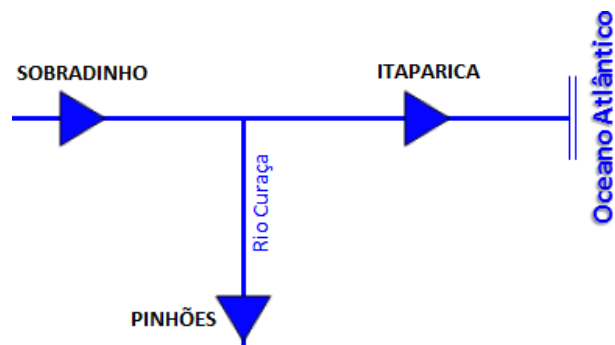 SOBRADINHO
ITAPARICA
Oceano Atlântico
Rio Curaça
PINHÕES